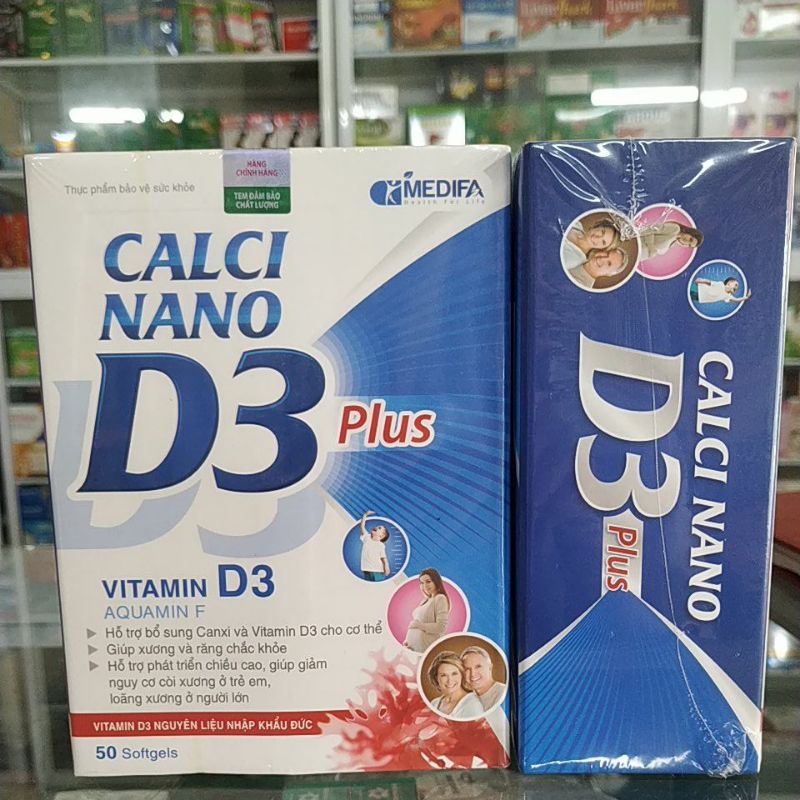 Thực phẩm bảo vệ sức khỏe
HÀNG
CHÍNH HÃNG
TEM ĐẢM BẢO
CHẤT LƯỢNG
MEDIFA
Health For Life
CALCI
NANO
D3 Plus
VITAMIN D3
AQUAMIN F
Hỗ trợ bổ sung Canxi và Vitamin D3 cho cơ thể
Giúp xương và răng chắc khỏe
Hỗ trợ phát triển chiều cao, giúp giảm
nguy cơ còi xương ở trẻ em,
loãng xương ở người lớn
VITAMIN D3 NGUYÊN LIỆU NHẬP KHẨU ĐỨC
50 Softgels
CALCI NANO
D3 Plus